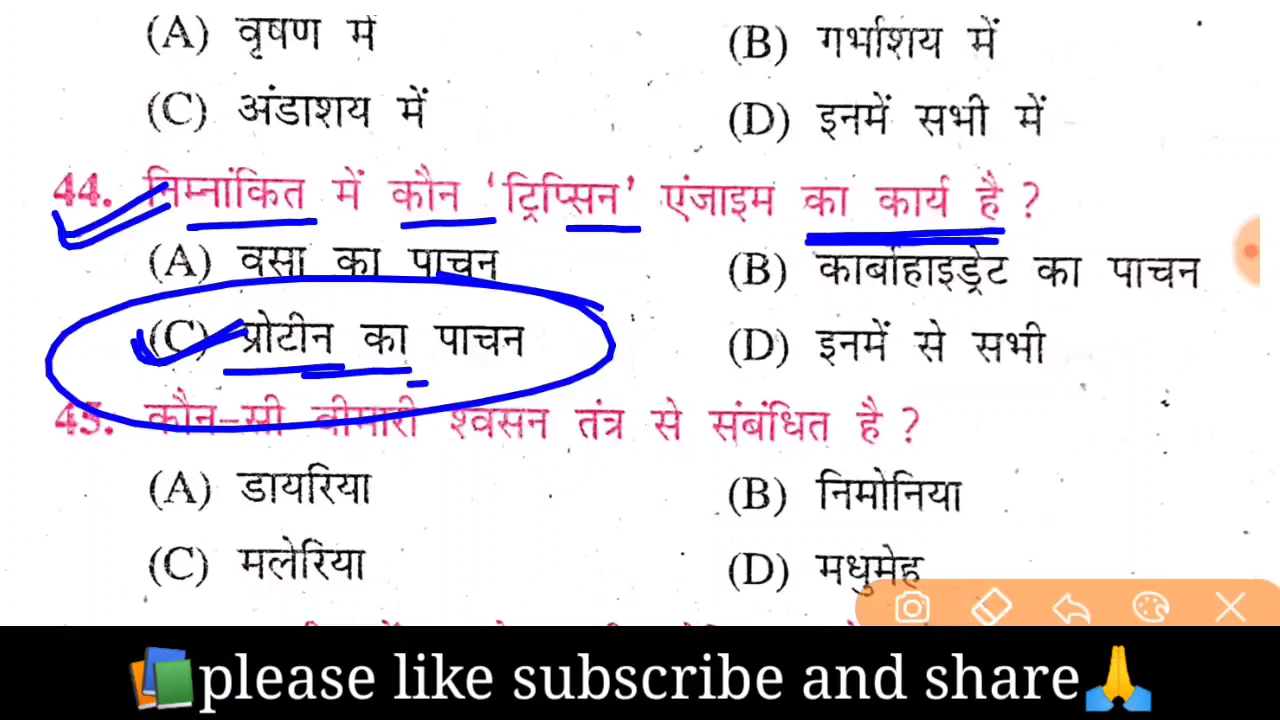 (A) वृषण में (B) गर्भाशय में
(C) अंडाशय में (D) इनमें सभी में
44. निम्नांकित में कौन ‘ट्रिप्सिन’ एंजाइम का कार्य है ?
(A) वसा का पाचन (B) कार्बोहाइड्रेट का पाचन
(C) प्रोटीन का पाचन (D) इनमें से सभी
45. कौन-सी बीमारी श्वसन तंत्र से संबंधित है ?
(A) डायरिया (B) निमोनिया
(C) मलेरिया (D) मधुमेह
please like subscribe and share